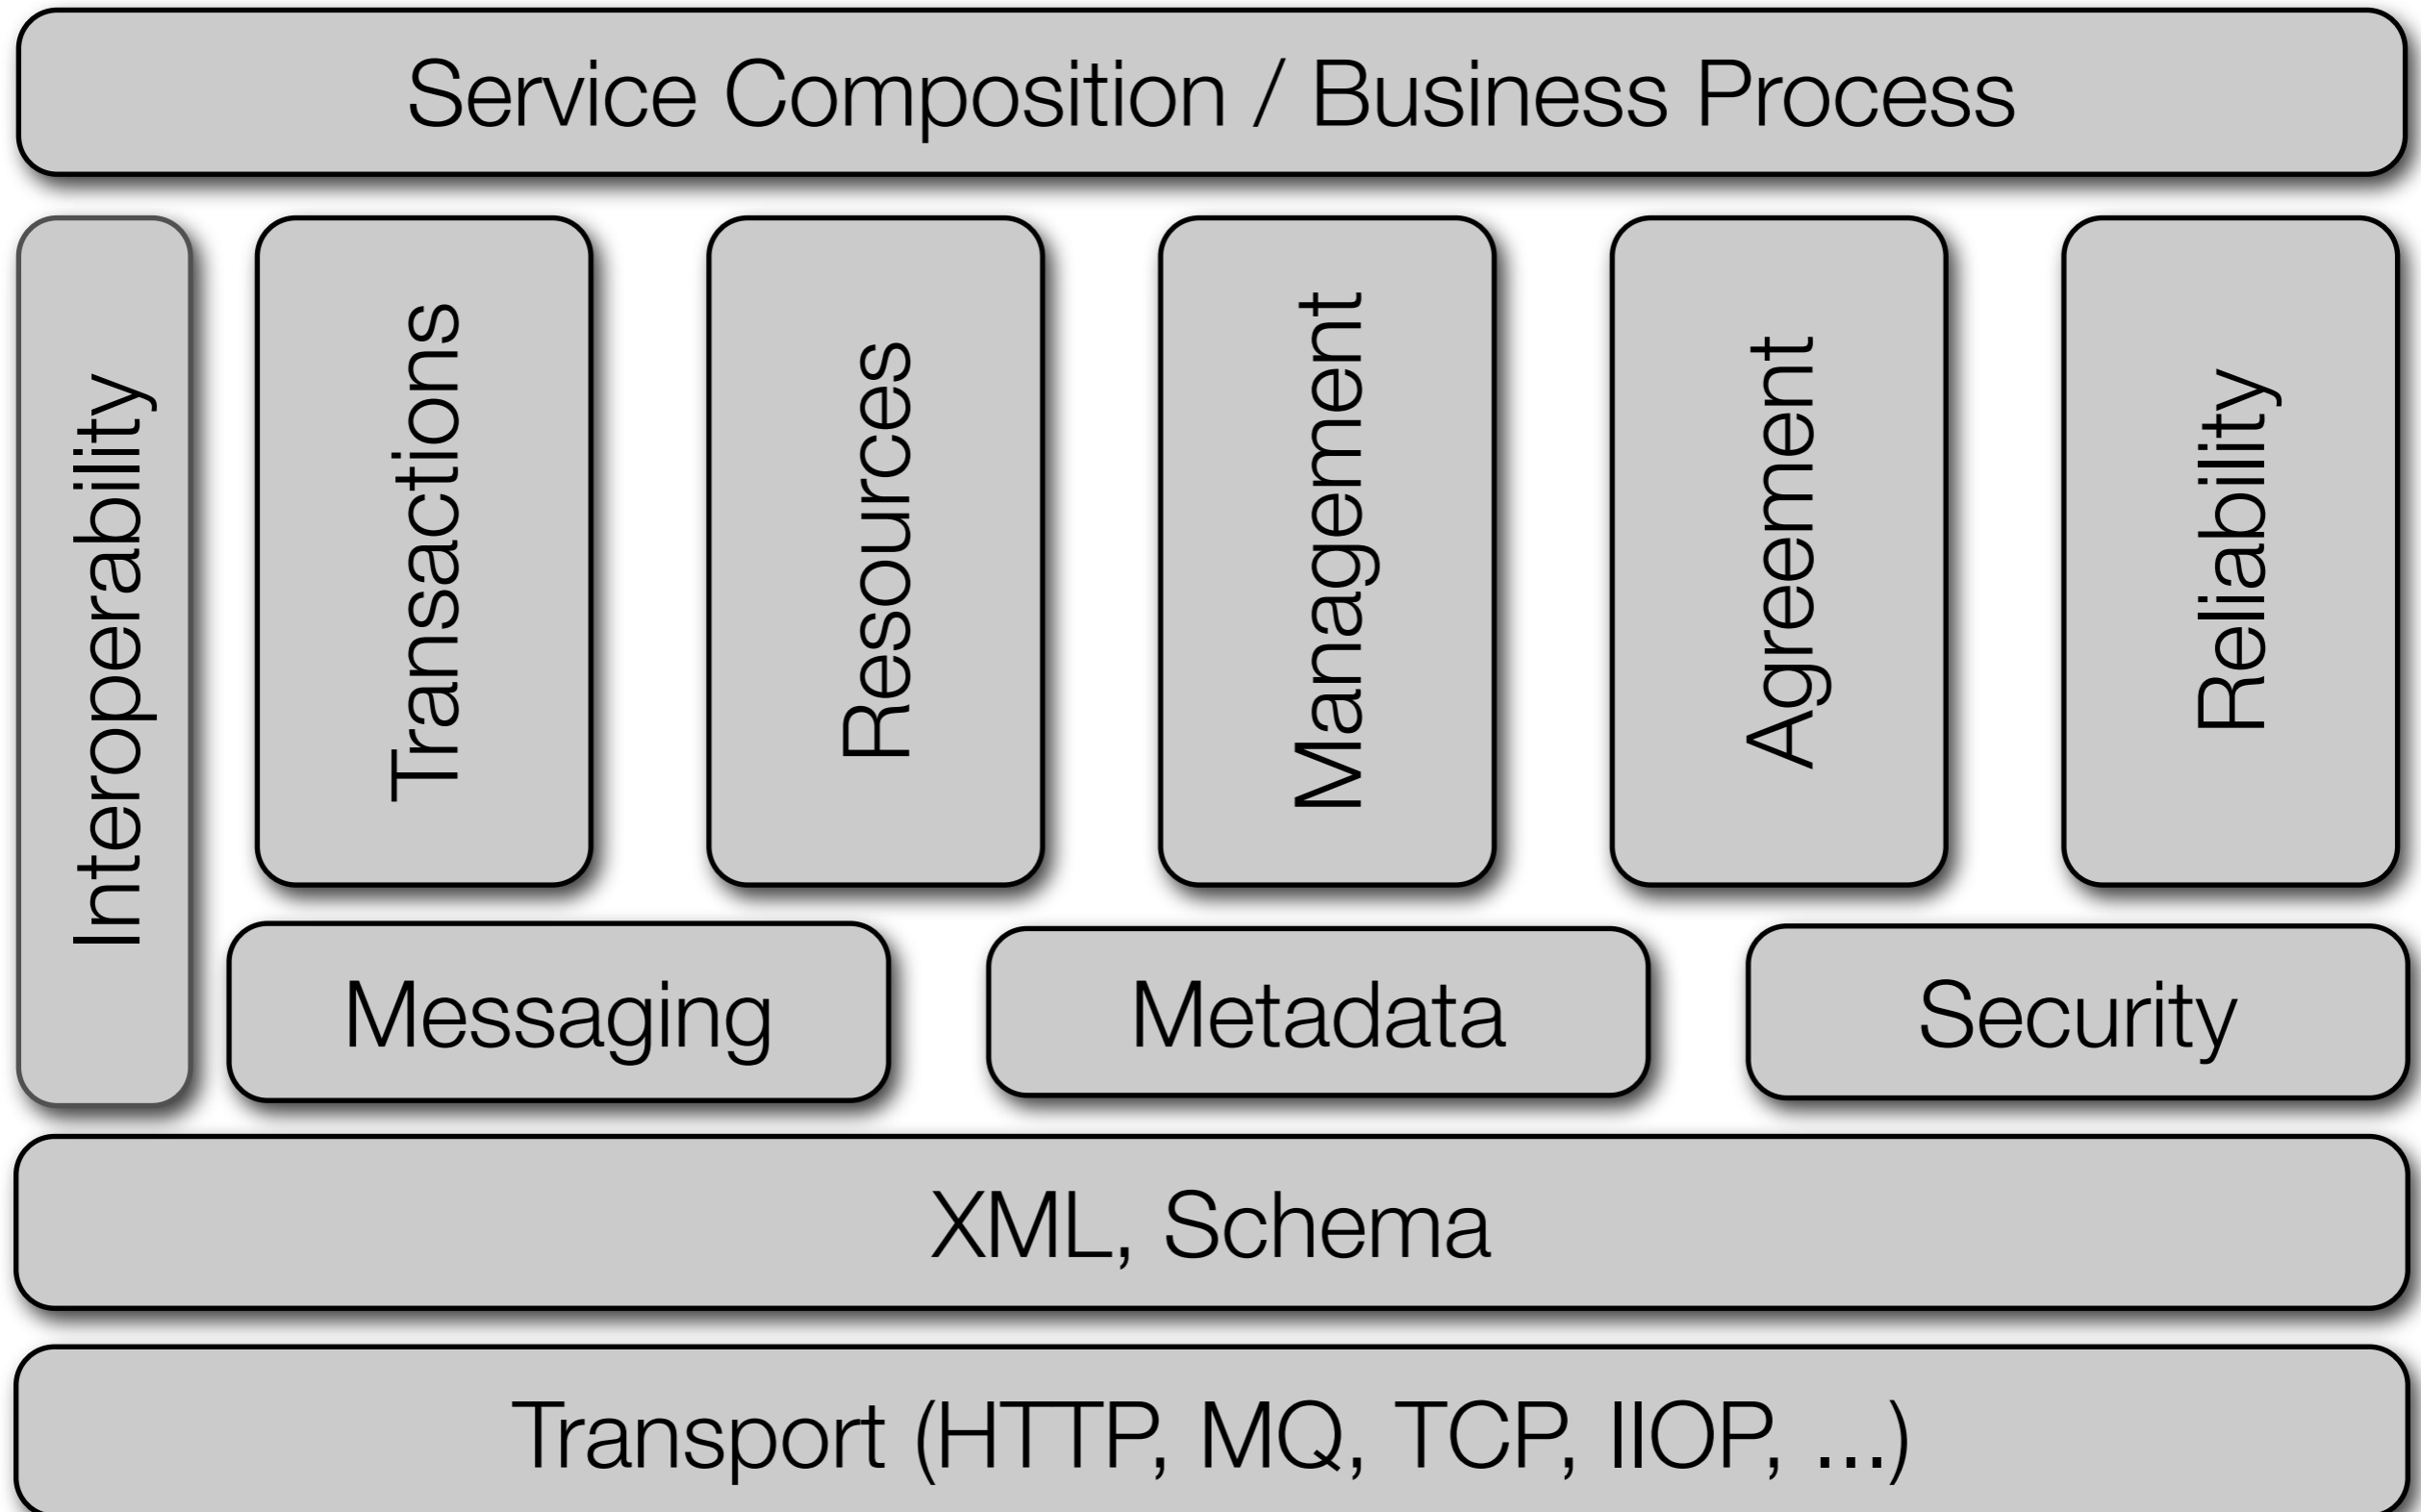 Service Composition / Business Process
Interoperability
Transactions
Resources
Management
Agreement
Reliability
Messaging
Metadata
Security
XML, Schema
Transport (HTTP, MQ, TCP, IIOP, ...)